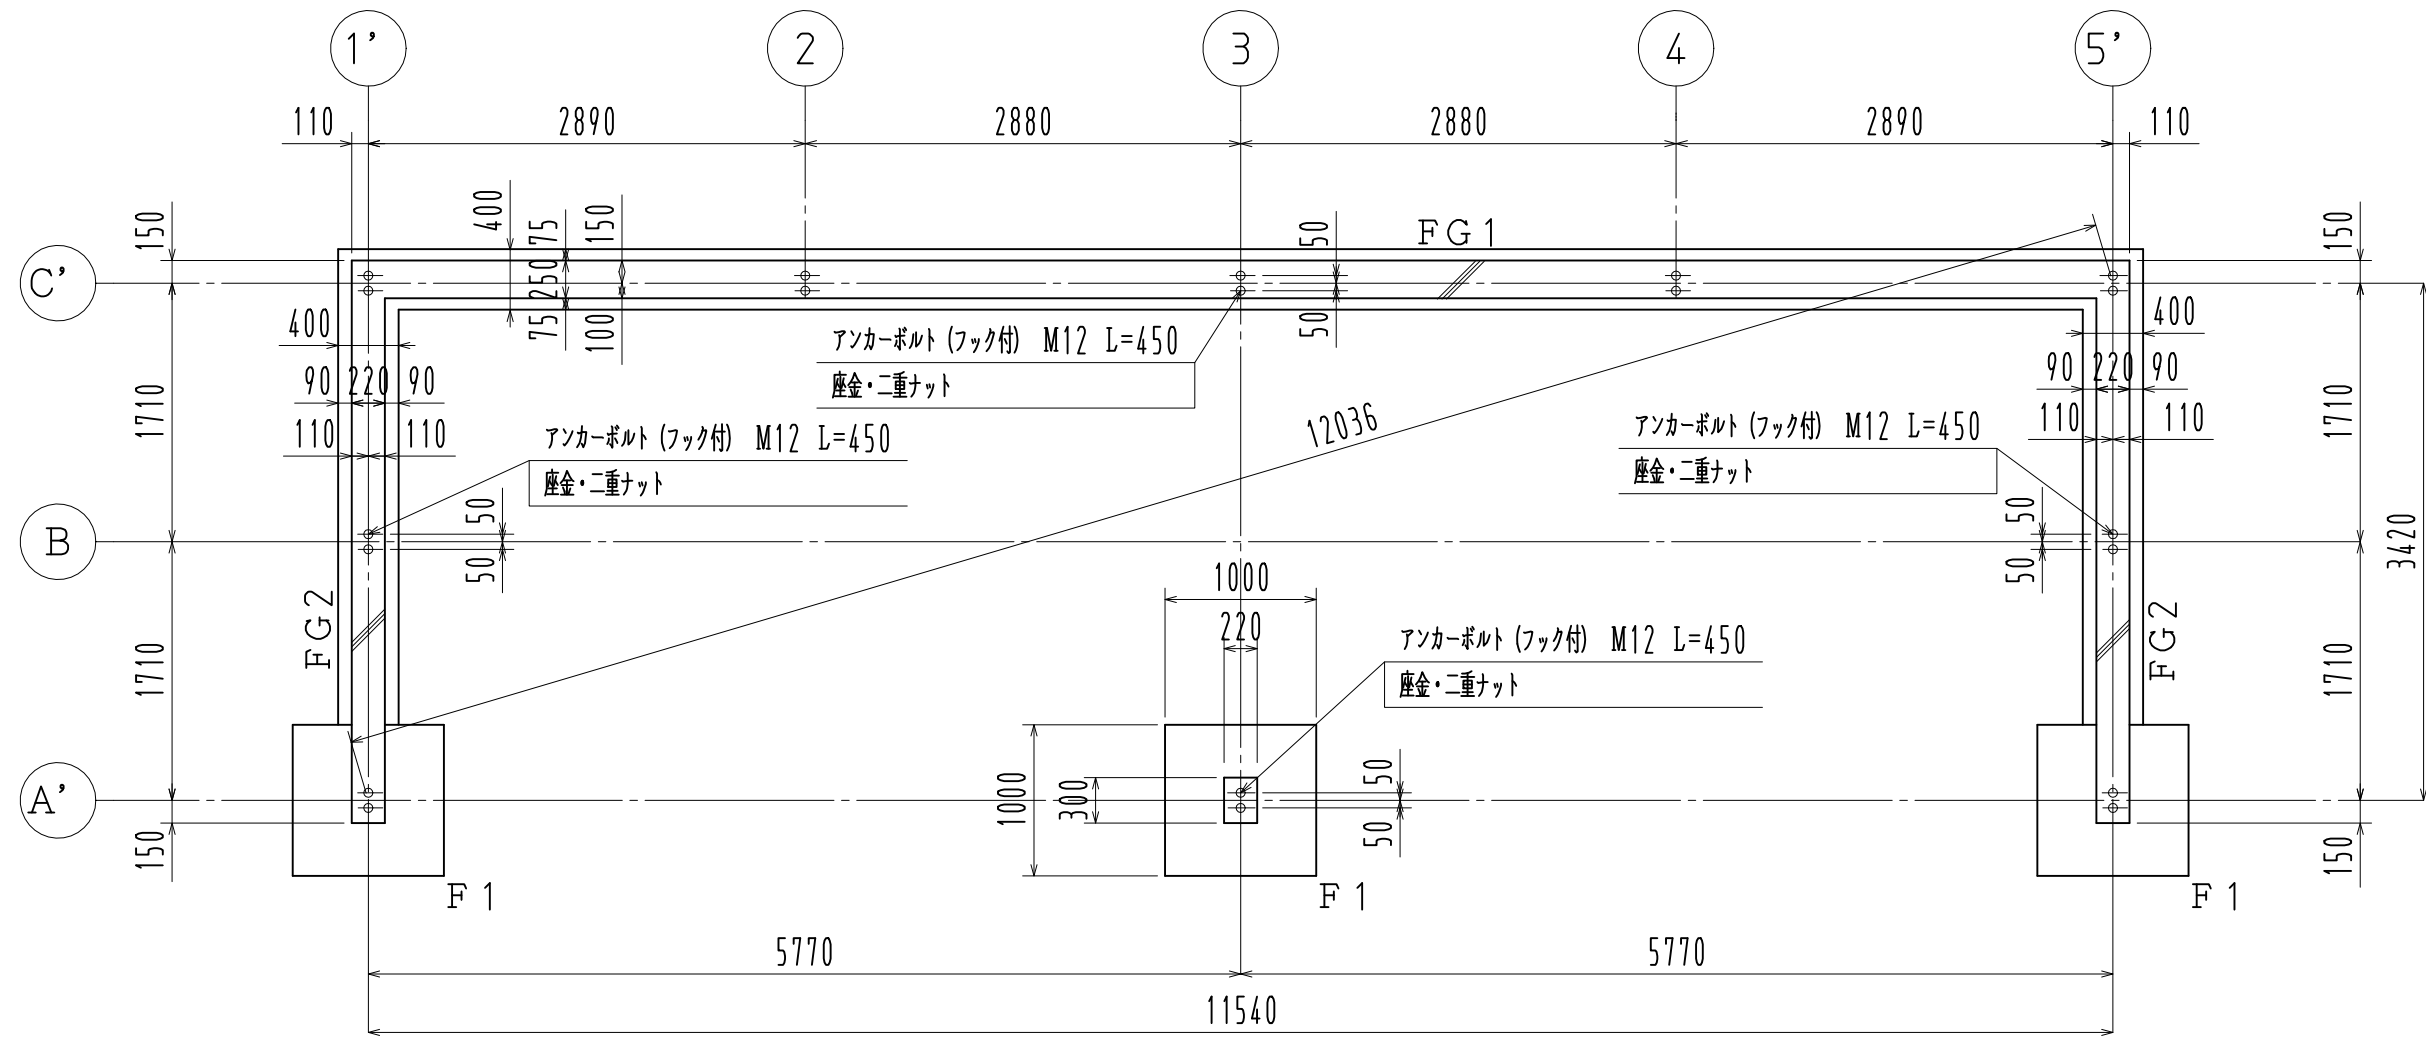 1' 2 3 4 5'
110 2890 2880 2880 2890 110
150 400 75 150 50 FG1 150
C' 250
400 75 100 50 400
アンカーボルト (フック付) M12 L=450
座金・二重ナット
90 220 90 90 220 90
1710 12036 1710
110 110 110 110
アンカーボルト (フック付) M12 L=450
座金・二重ナット
アンカーボルト (フック付) M12 L=450
座金・二重ナット
50 50
B 3420
50 50
1000
FG2 220 FG2
アンカーボルト (フック付) M12 L=450
座金・二重ナット
1710 1710
A' 1000 300 50
150 50 150
F1 F1 F1
5770 5770
11540